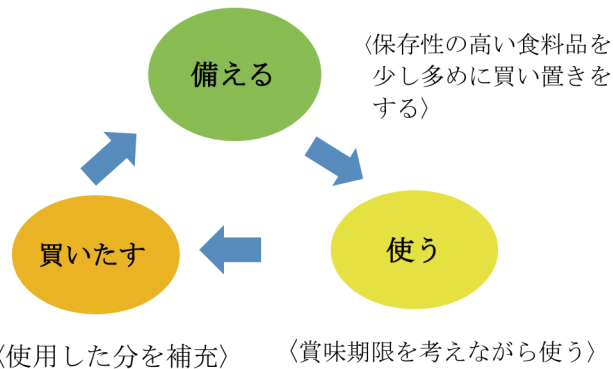 備える
〈保存性の高い食料品を
少し多めに買い置きを
する〉
使う
〈賞味期限を考えながら使う〉
買いたす
〈使用した分を補充〉